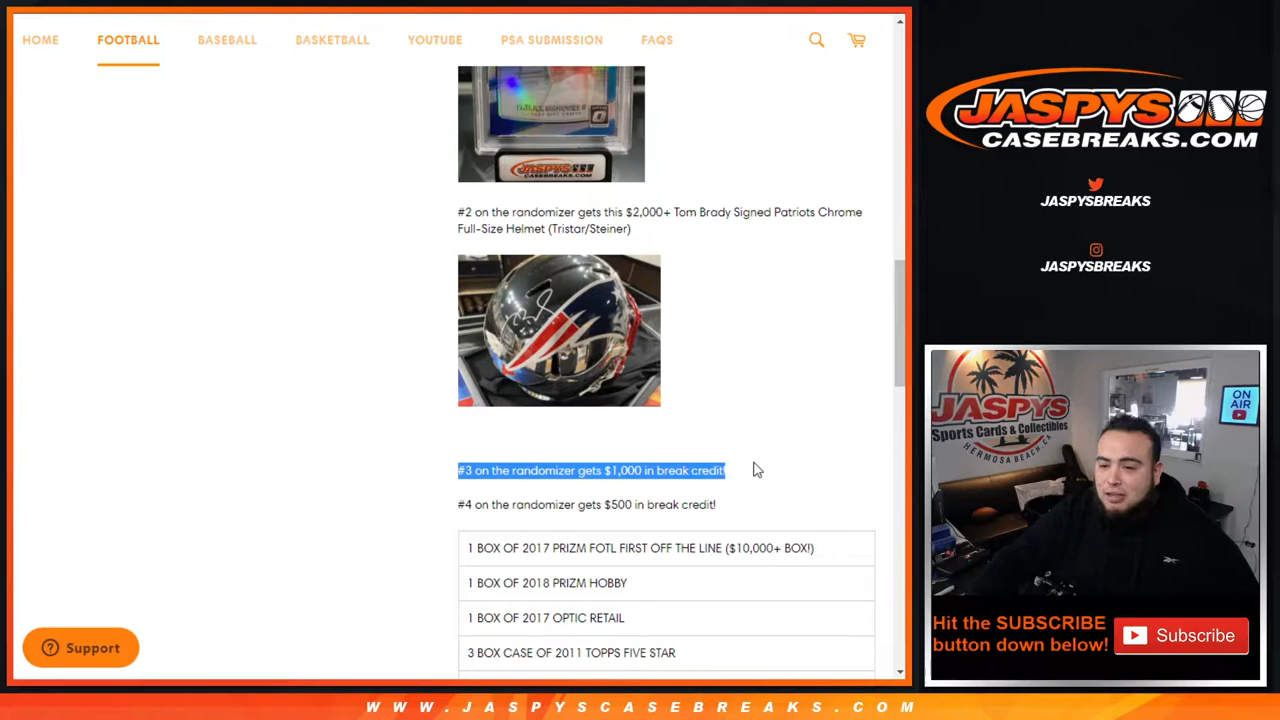 HOME
FOOTBALL
BASEBALL
BASKETBALL
YOUTUBE
PSA SUBMISSION
FAQS
JASPYS
CASEBREAKS.COM
#2 on the randomizer gets this $2,000+ Tom Brady Signed Patriots Chrome
Full-Size Helmet (Tristar/Steiner)
#3 on the randomizer gets $1,000 in break credit!
#4 on the randomizer gets $500 in break credit!
1 BOX OF 2017 PRIZM FOTL FIRST OFF THE LINE ($10,000+ BOX!)
1 BOX OF 2018 PRIZM HOBBY
1 BOX OF 2017 OPTIC RETAIL
3 BOX CASE OF 2011 TOPPS FIVE STAR
Support
JASPYS
CASEBREAKS.COM
JASPYSBREAKS
JASPYSBREAKS
JASPYS
Sports Cards & Collectibles
HERMOSA BEACH, CA
ON
AIR
Hit the SUBSCRIBE
button down below!
Subscribe
WWW.JASPYSCASEBREAKS.COM